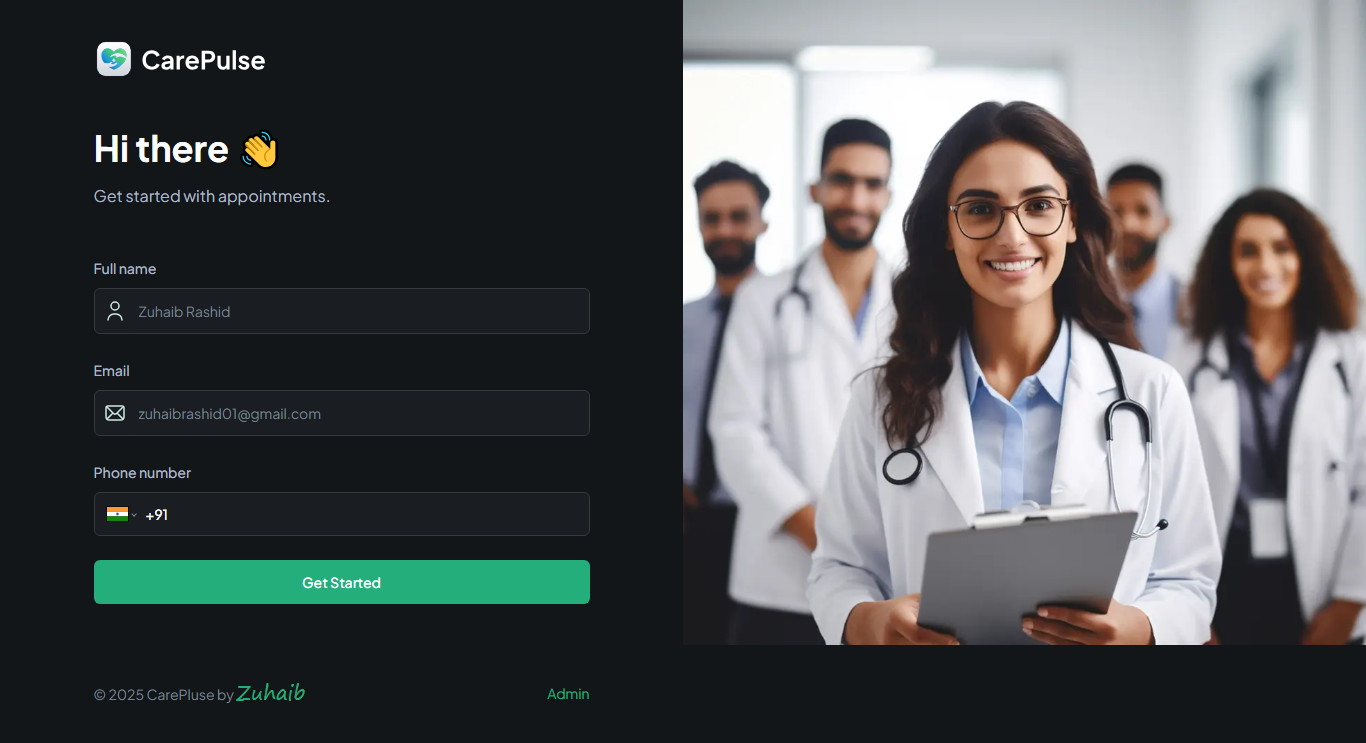 CarePulse
Hi there 👋
Get started with appointments.
Full name
Zuhaib Rashid
Email
zuhaibrashid01@gmail.com
Phone number
+91
Get Started
© 2025 CarePluse by Zuhaib
Admin